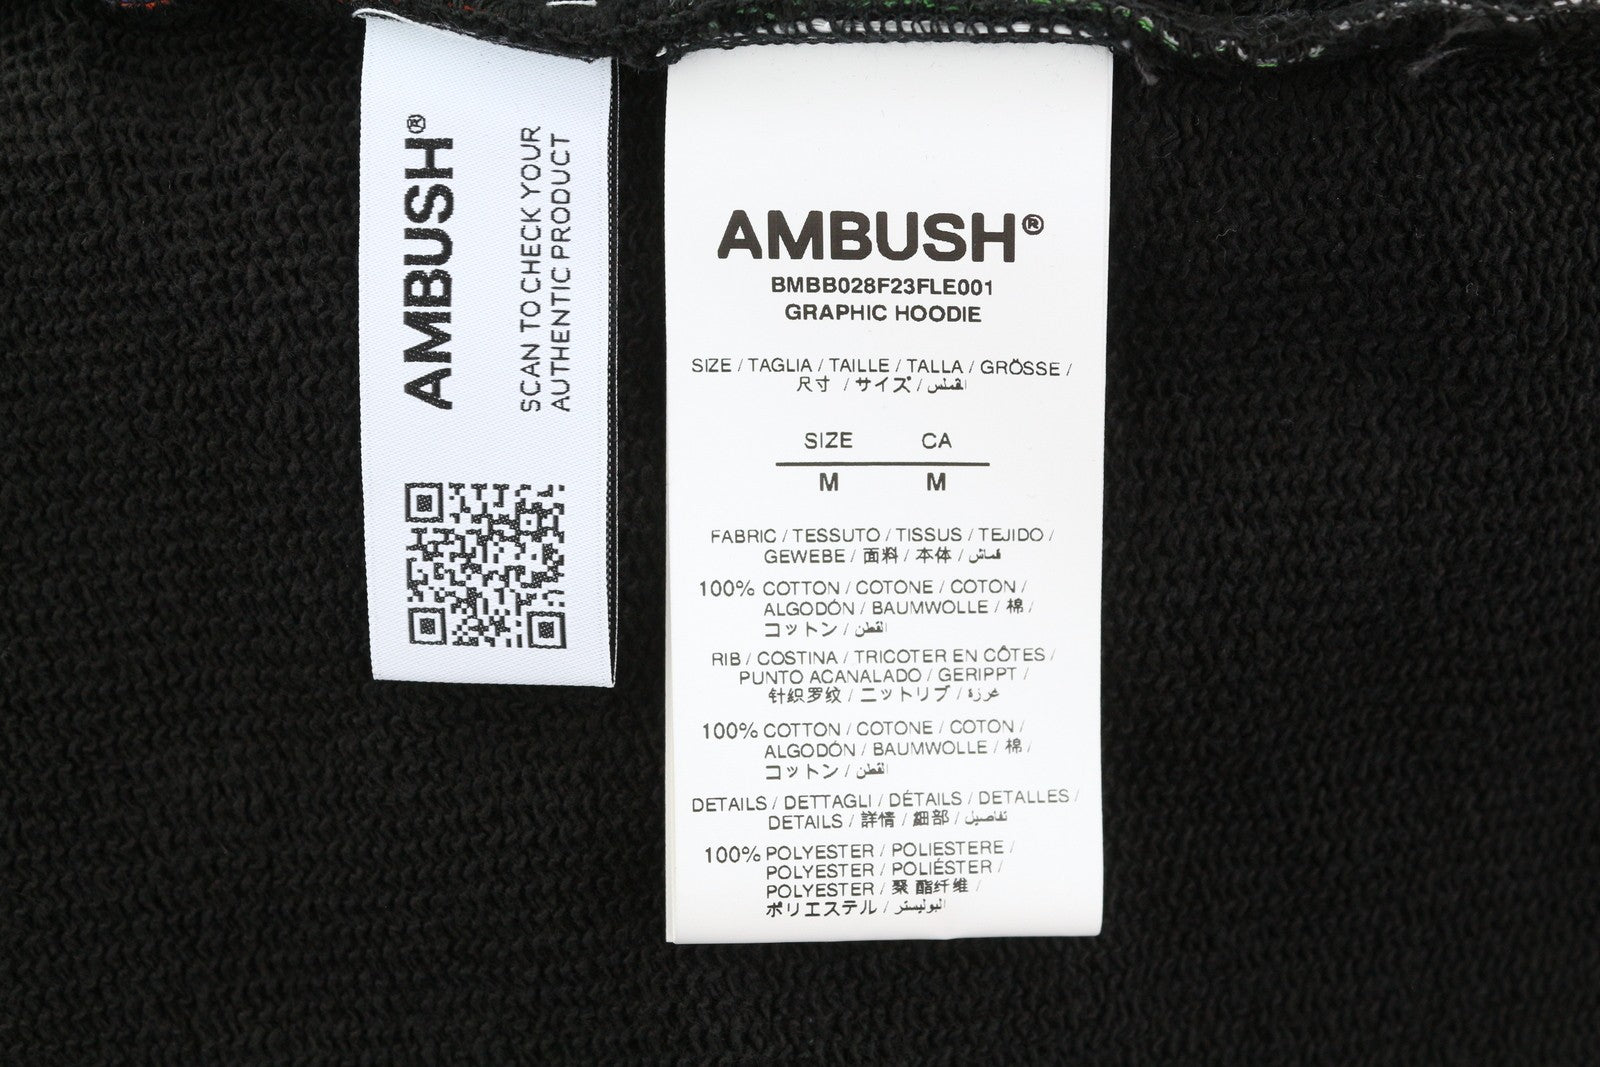 AMBUSH®
SCAN TO CHECK YOUR
AUTHENTIC PRODUCT
AMBUSH®
BMBB028F23FLE001
GRAPHIC HOODIE
SIZE / TAGLIA / TAILLE / TALLA / GRÖSSE /
尺寸 / サイズ / المقلس
SIZE CA
M M
FABRIC / TESSUTO / TISSUS / TEJIDO /
GEWEBE / 面料 / 本体 / قماش
100% COTTON / COTONE / COTON /
ALGODÓN / BAUMWOLLE / 棉 /
コットン / القطن
RIB / COSTINA / TRICOTER EN CÔTES /
PUNTO ACANALADO / GERIPPT /
针织罗纹 / ニットリブ / غرزة
100% COTTON / COTONE / COTON /
ALGODÓN / BAUMWOLLE / 棉 /
コットン / القطن
DETAILS / DETTAGLI / DÉTAILS / DETALLES /
DETAILS / 詳情 / 細部 / تفاصيل
100% POLYESTER / POLIESTERE /
POLYESTER / POLIÉSTER /
POLYESTER / 聚 酯纤维 /
ポリエステル / البوليستر